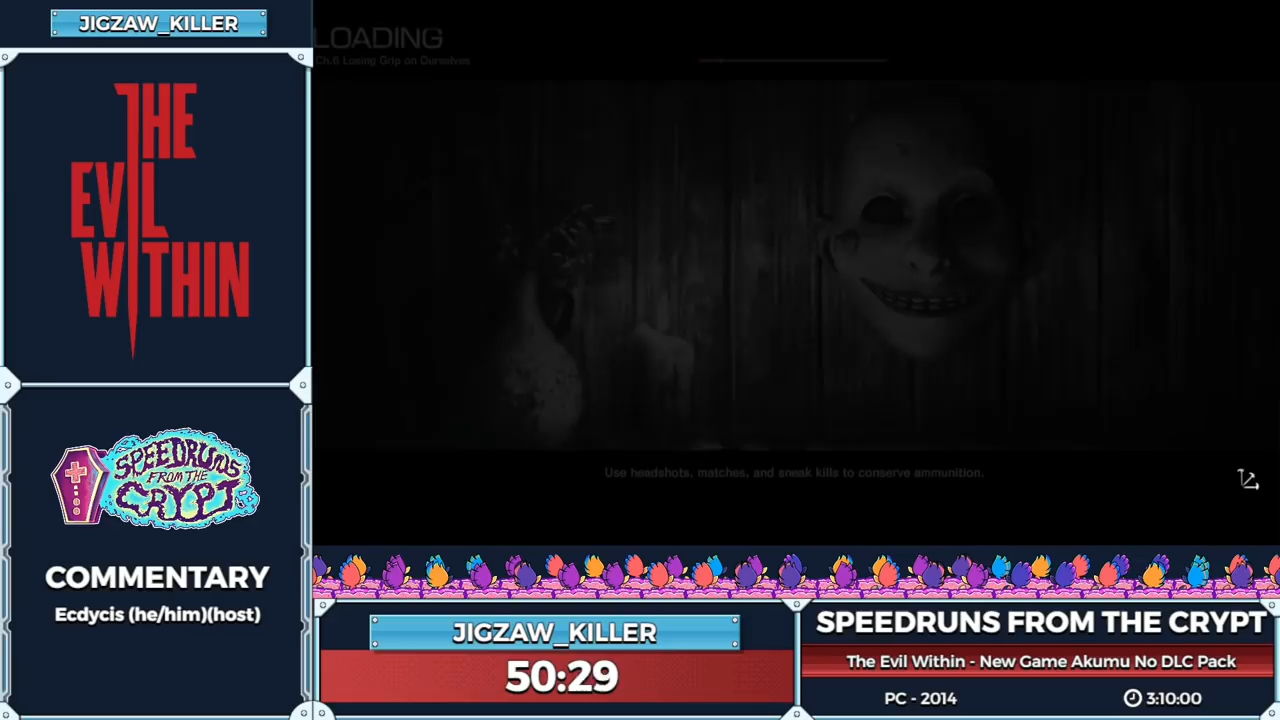 JIGZAW_KILLER
THE
EVIL
WITHIN
SPEEDRUNS
FROM THE
CRYPT
COMMENTARY
Ecdycis (he/him)(host)
LOADING
Ch.6 Losing Grip on Ourselves
Use headshots, matches, and sneak kills to conserve ammunition.
JIGZAW_KILLER
50:29
SPEEDRUNS FROM THE CRYPT
The Evil Within - New Game Akumu No DLC Pack
PC - 2014
3:10:00